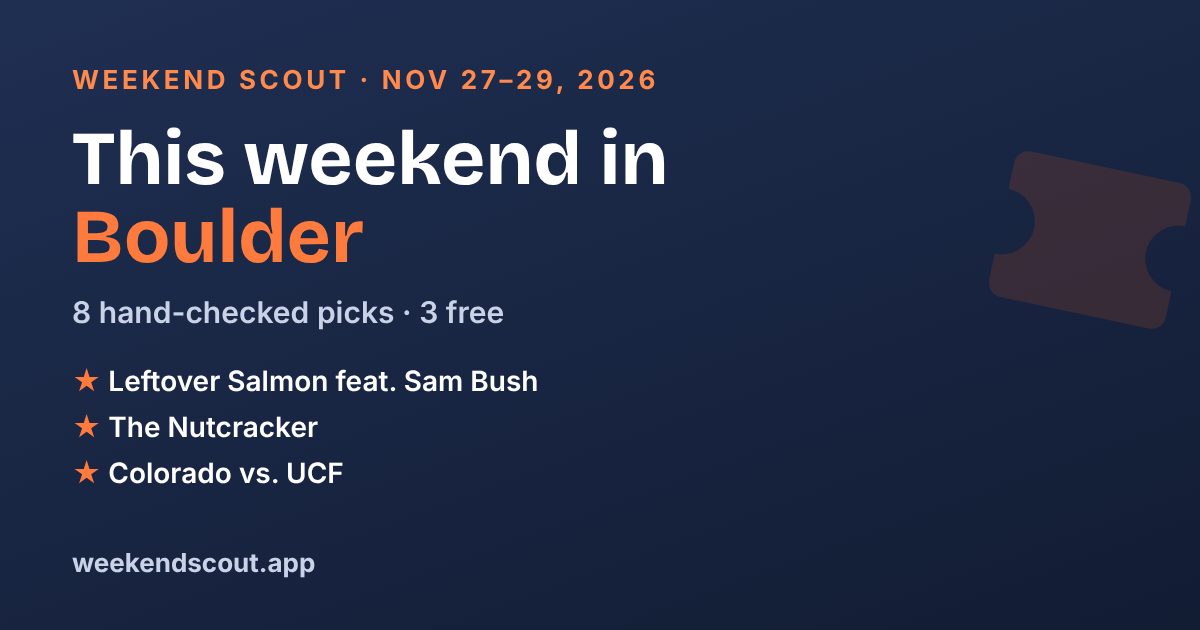 WEEKEND SCOUT · NOV 27–29, 2026
This weekend in
Boulder
8 hand-checked picks · 3 free
★ Leftover Salmon feat. Sam Bush
★ The Nutcracker
★ Colorado vs. UCF
weekendscout.app